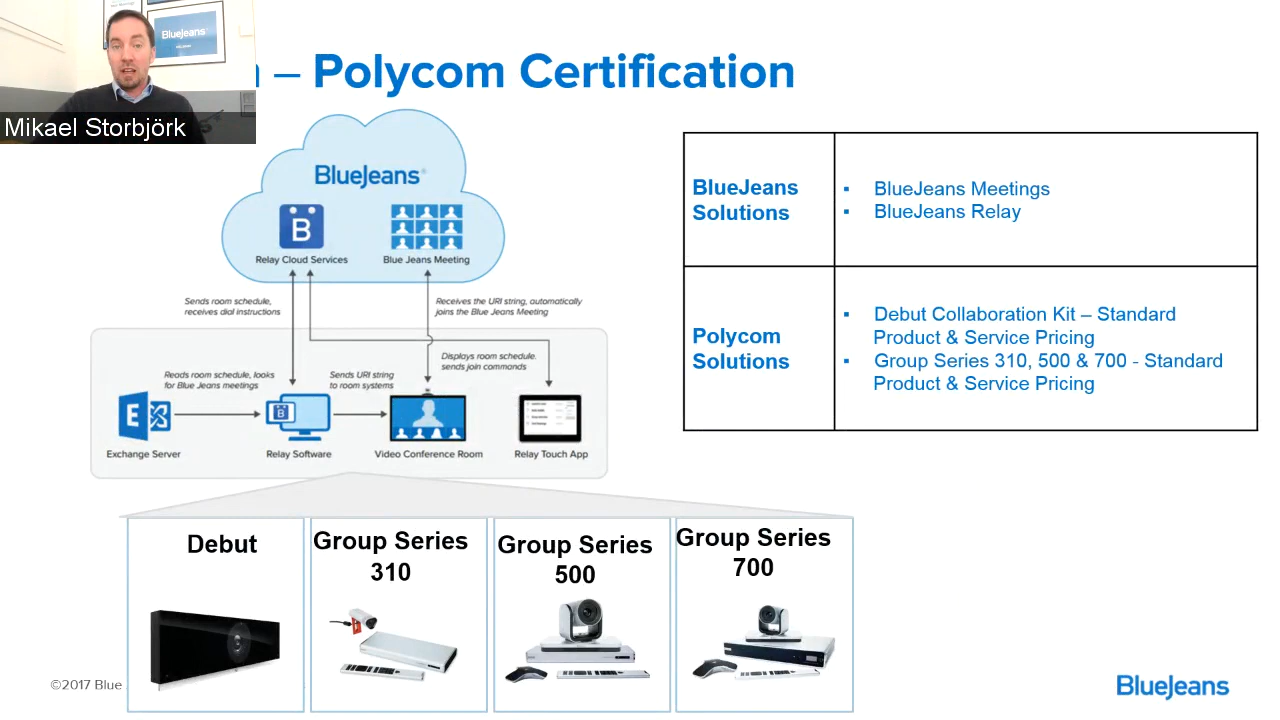 BlueJeans
– Polycom Certification
Mikael Storbjörk
BlueJeans
Relay Cloud Services
Blue Jeans Meeting
Sends room schedule,
receives dial instructions
Receives the URI string, automatically
joins the Blue Jeans Meeting
Displays room schedule.
sends join commands
Reads room schedule, looks
for Blue Jeans meetings
Sends URI string
to room systems
Exchange Server
Relay Software
Video Conference Room
Relay Touch App
BlueJeans
Solutions
▪ BlueJeans Meetings
▪ BlueJeans Relay
Polycom
Solutions
▪ Debut Collaboration Kit – Standard
Product & Service Pricing
▪ Group Series 310, 500 & 700 - Standard
Product & Service Pricing
Debut
Group Series
310
Group Series
500
Group Series
700
©2017 Blue
BlueJeans